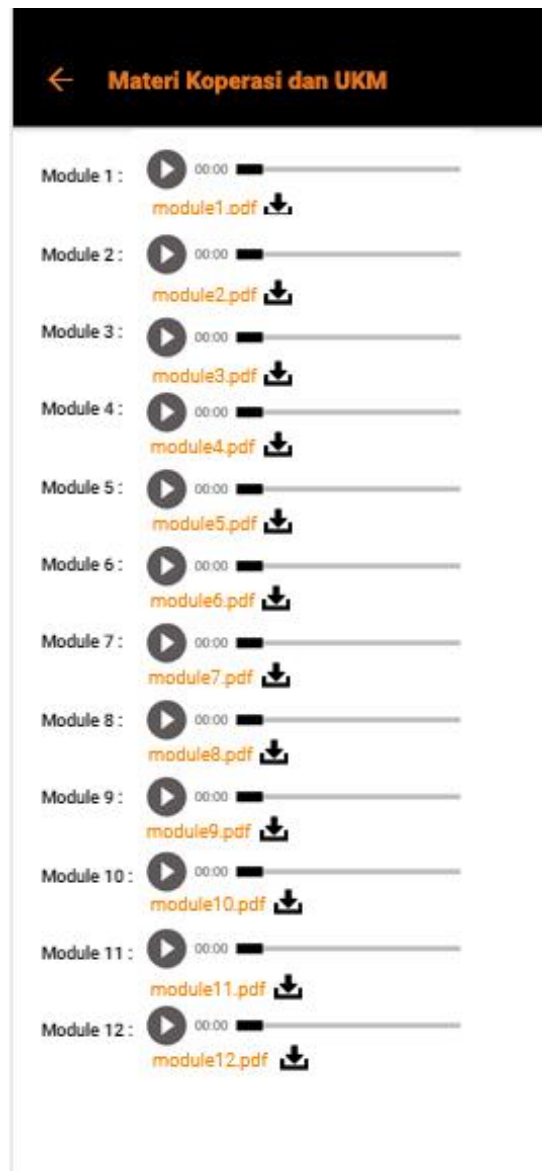 Materi Koperasi dan UKM
Module 1 : 00:00
module1.pdf
Module 2 : 00:00
module2.pdf
Module 3 : 00:00
module3.pdf
Module 4 : 00:00
module4.pdf
Module 5 : 00:00
module5.pdf
Module 6 : 00:00
module6.pdf
Module 7 : 00:00
module7.pdf
Module 8 : 00:00
module8.pdf
Module 9 : 00:00
module9.pdf
Module 10 : 00:00
module10.pdf
Module 11 : 00:00
module11.pdf
Module 12 : 00:00
module12.pdf